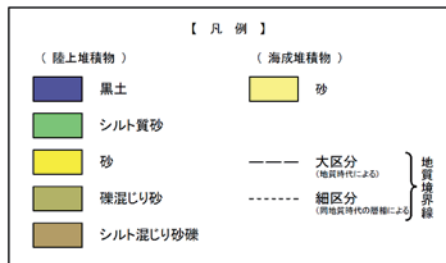 【 凡 例 】
（ 陸上堆積物 ）
（ 海成堆積物 ）
黒土
砂
シルト質砂
砂
大区分
(地質時代による)
礫混じり砂
細区分
(同地質時代の層相による
シルト混じり砂礫
地質境界線